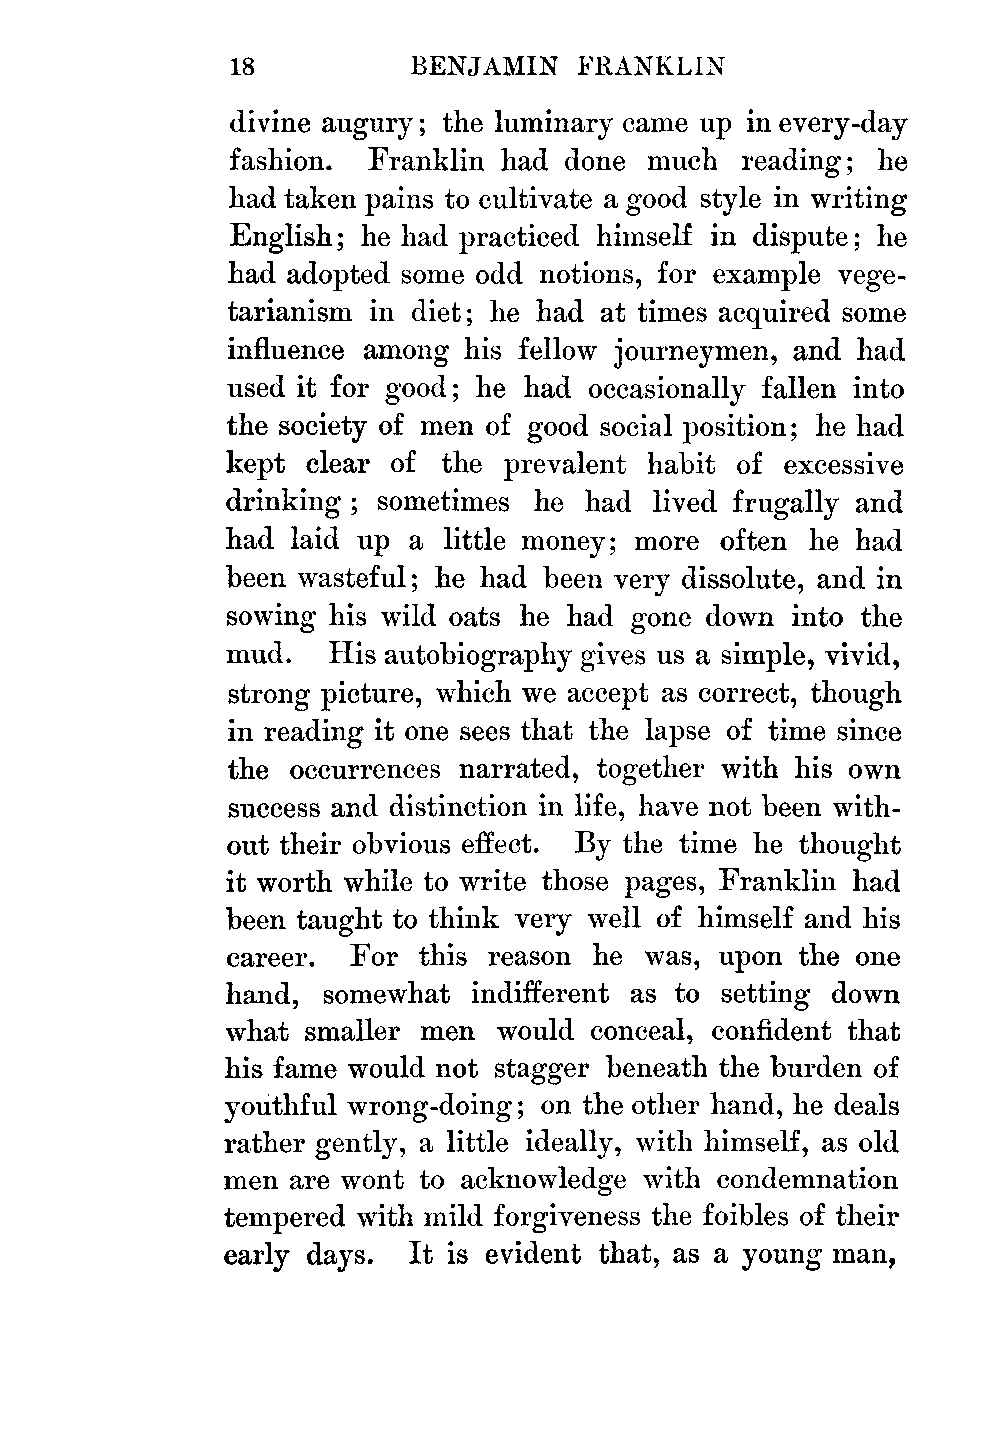 18 BENJAMIN FRANKLIN
divine augury; the luminary came up in every-day
fashion. Franklin had done much reading; he
had taken pains to cultivate a good style in writing
English; he had practiced himself in dispute; he
had adopted some odd notions, for example vege-
tarianism in diet; he had at times acquired some
influence among his fellow journeymen, and had
used it for good; he had occasionally fallen into
the society of men of good social position; he had
kept clear of the prevalent habit of excessive
drinking; sometimes he had lived frugally and
had laid up a little money; more often he had
been wasteful; he had been very dissolute, and in
sowing his wild oats he had gone down into the
mud. His autobiography gives us a simple, vivid,
strong picture, which we accept as correct, though
in reading it one sees that the lapse of time since
the occurrences narrated, together with his own
success and distinction in life, have not been with-
out their obvious effect. By the time he thought
it worth while to write those pages, Franklin had
been taught to think very well of himself and his
career. For this reason he was, upon the one
hand, somewhat indifferent as to setting down
what smaller men would conceal, confident that
his fame would not stagger beneath the burden of
youthful wrong-doing; on the other hand, he deals
rather gently, a little ideally, with himself, as old
men are wont to acknowledge with condemnation
tempered with mild forgiveness the foibles of their
early days. It is evident that, as a young man,